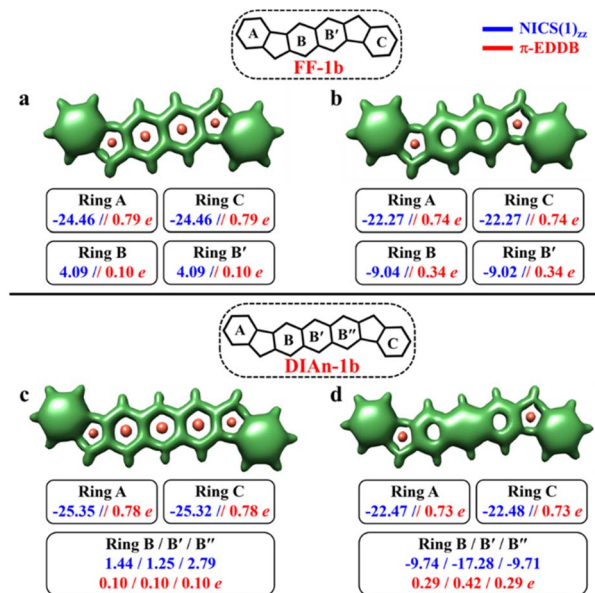 A
B
B′
C
FF-1b
NICS(1)zz
π-EDDB
a
b
Ring A
-24.46 // 0.79 e
Ring C
-24.46 // 0.79 e
Ring A
-22.27 // 0.74 e
Ring C
-22.27 // 0.74 e
Ring B
4.09 // 0.10 e
Ring B′
4.09 // 0.10 e
Ring B
-9.04 // 0.34 e
Ring B′
-9.02 // 0.34 e
A
B
B′
B″
C
DIAn-1b
c
d
Ring A
-25.35 // 0.78 e
Ring C
-25.32 // 0.78 e
Ring A
-22.47 // 0.73 e
Ring C
-22.48 // 0.73 e
Ring B / B′ / B″
1.44 / 1.25 / 2.79
0.10 / 0.10 / 0.10 e
Ring B / B′ / B″
-9.74 / -17.28 / -9.71
0.29 / 0.42 / 0.29 e